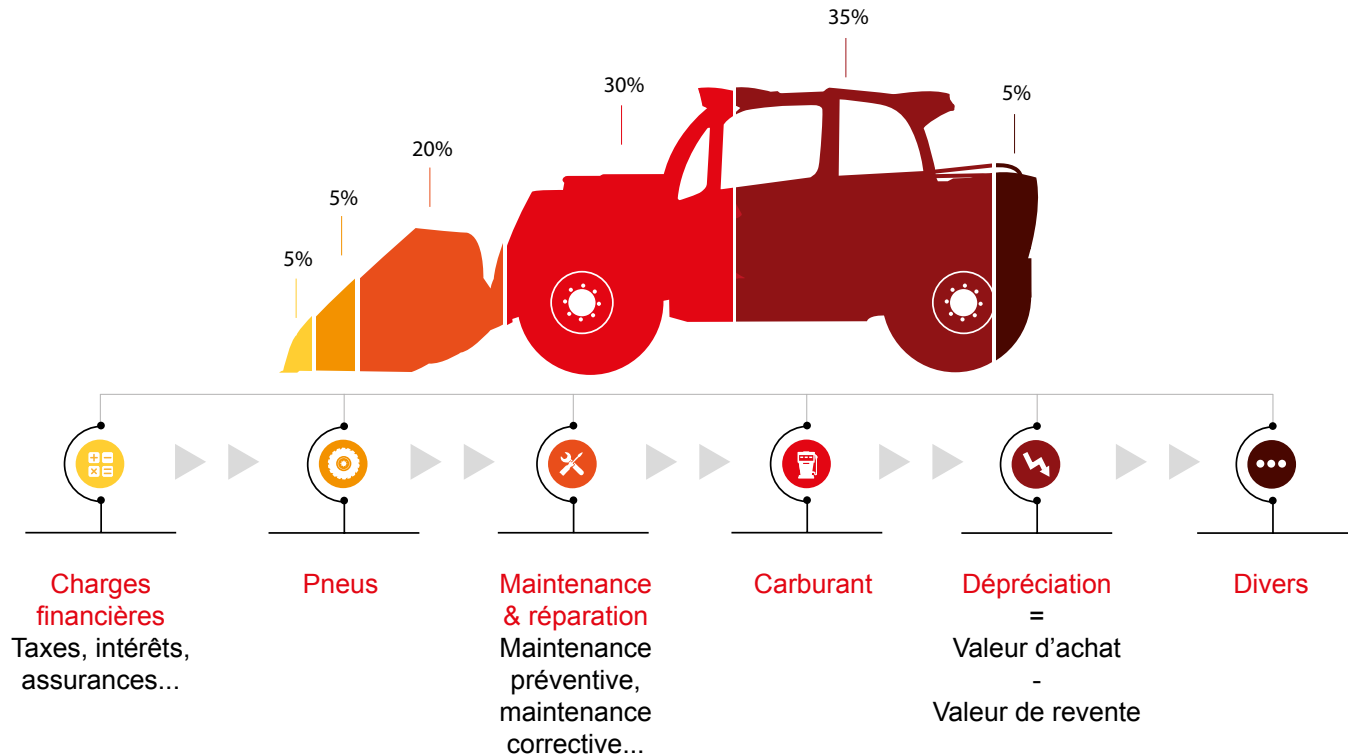 35%
30%
5%
20%
5%
5%
Charges
financières
Taxes, intérêts,
assurances...
Pneus
Maintenance
& réparation
Maintenance
préventive,
maintenance
corrective...
Carburant
Dépréciation
=
Valeur d’achat
-
Valeur de revente
Divers